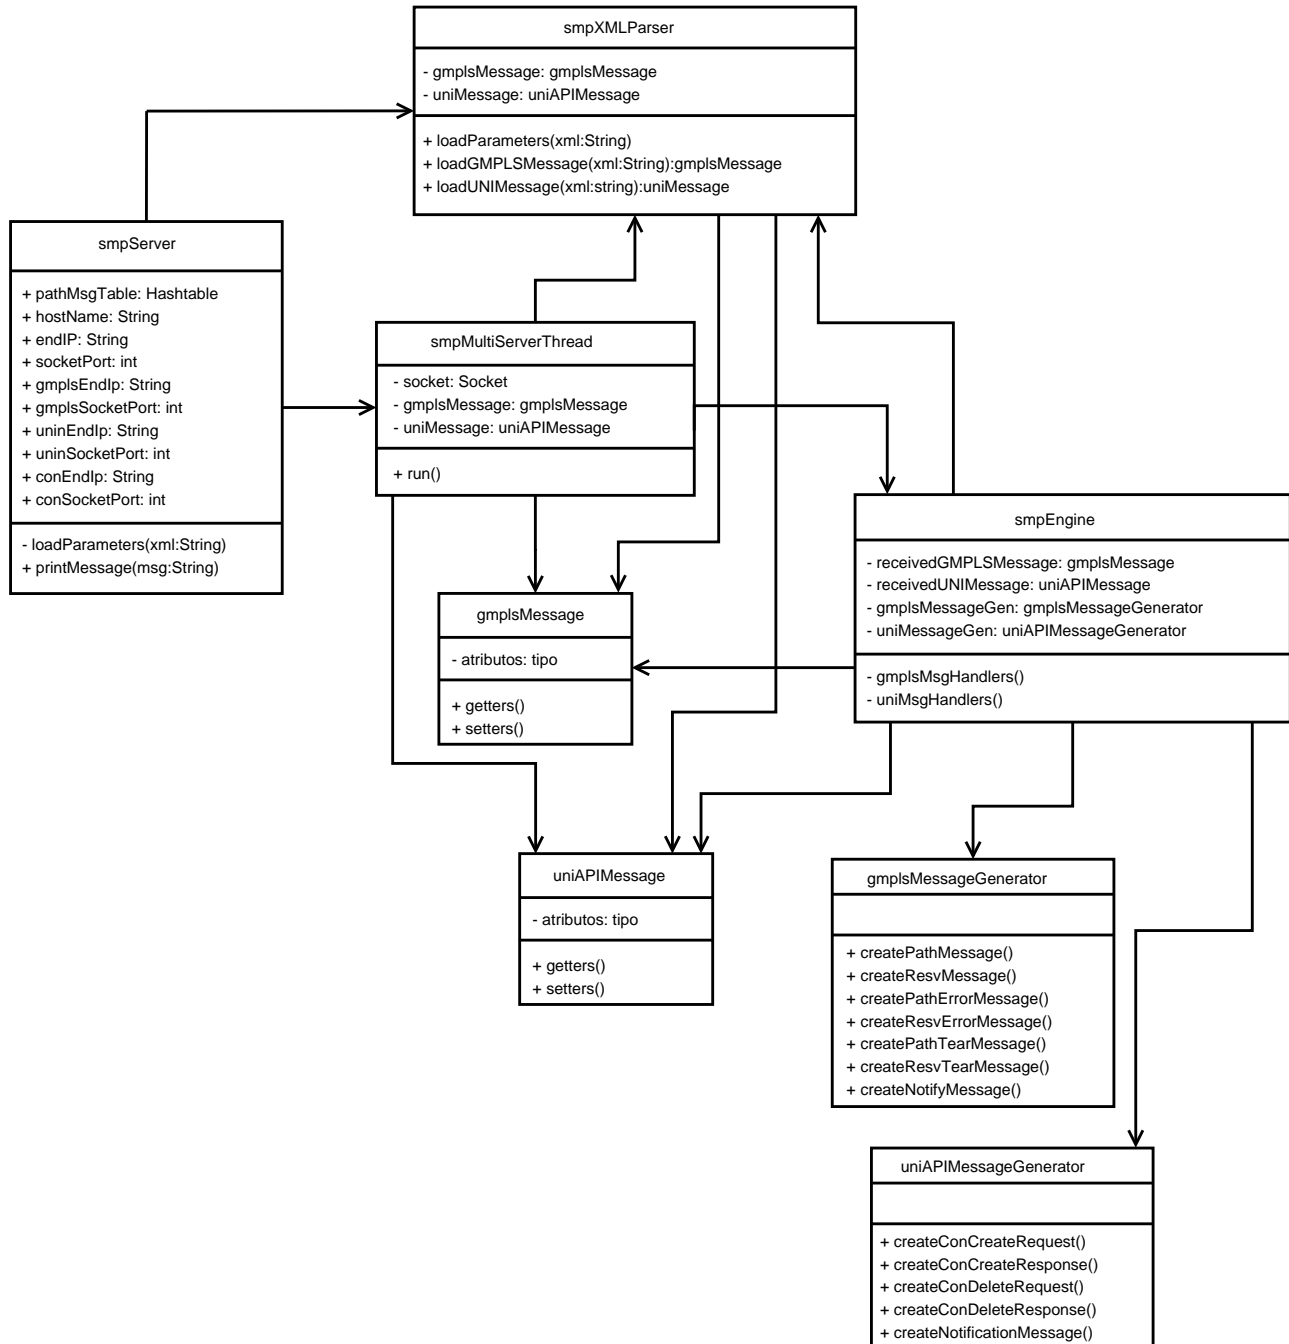 smpXMLParser
- gmplsMessage: gmplsMessage
- uniMessage: uniAPIMessage
+ loadParameters(xml:String)
+ loadGMPLSMessage(xml:String):gmplsMessage
+ loadUNIMessage(xml:string):uniMessage
smpServer
+ pathMsgTable: Hashtable
+ hostName: String
+ endIP: String
+ socketPort: int
+ gmplsEndIp: String
+ gmplsSocketPort: int
+ uninEndIp: String
+ uninSocketPort: int
+ conEndIp: String
+ conSocketPort: int
- loadParameters(xml:String)
+ printMessage(msg:String)
smpMultiServerThread
- socket: Socket
- gmplsMessage: gmplsMessage
- uniMessage: uniAPIMessage
+ run()
smpEngine
- receivedGMPLSMessage: gmplsMessage
- receivedUNIMessage: uniAPIMessage
- gmplsMessageGen: gmplsMessageGenerator
- uniMessageGen: uniAPIMessageGenerator
- gmplsMsgHandlers()
- uniMsgHandlers()
gmplsMessage
- atributos: tipo
+ getters()
+ setters()
uniAPIMessage
- atributos: tipo
+ getters()
+ setters()
gmplsMessageGenerator
+ createPathMessage()
+ createResvMessage()
+ createPathErrorMessage()
+ createResvErrorMessage()
+ createPathTearMessage()
+ createResvTearMessage()
+ createNotifyMessage()
uniAPIMessageGenerator
+ createConCreateRequest()
+ createConCreateResponse()
+ createConDeleteRequest()
+ createConDeleteResponse()
+ createNotificationMessage()